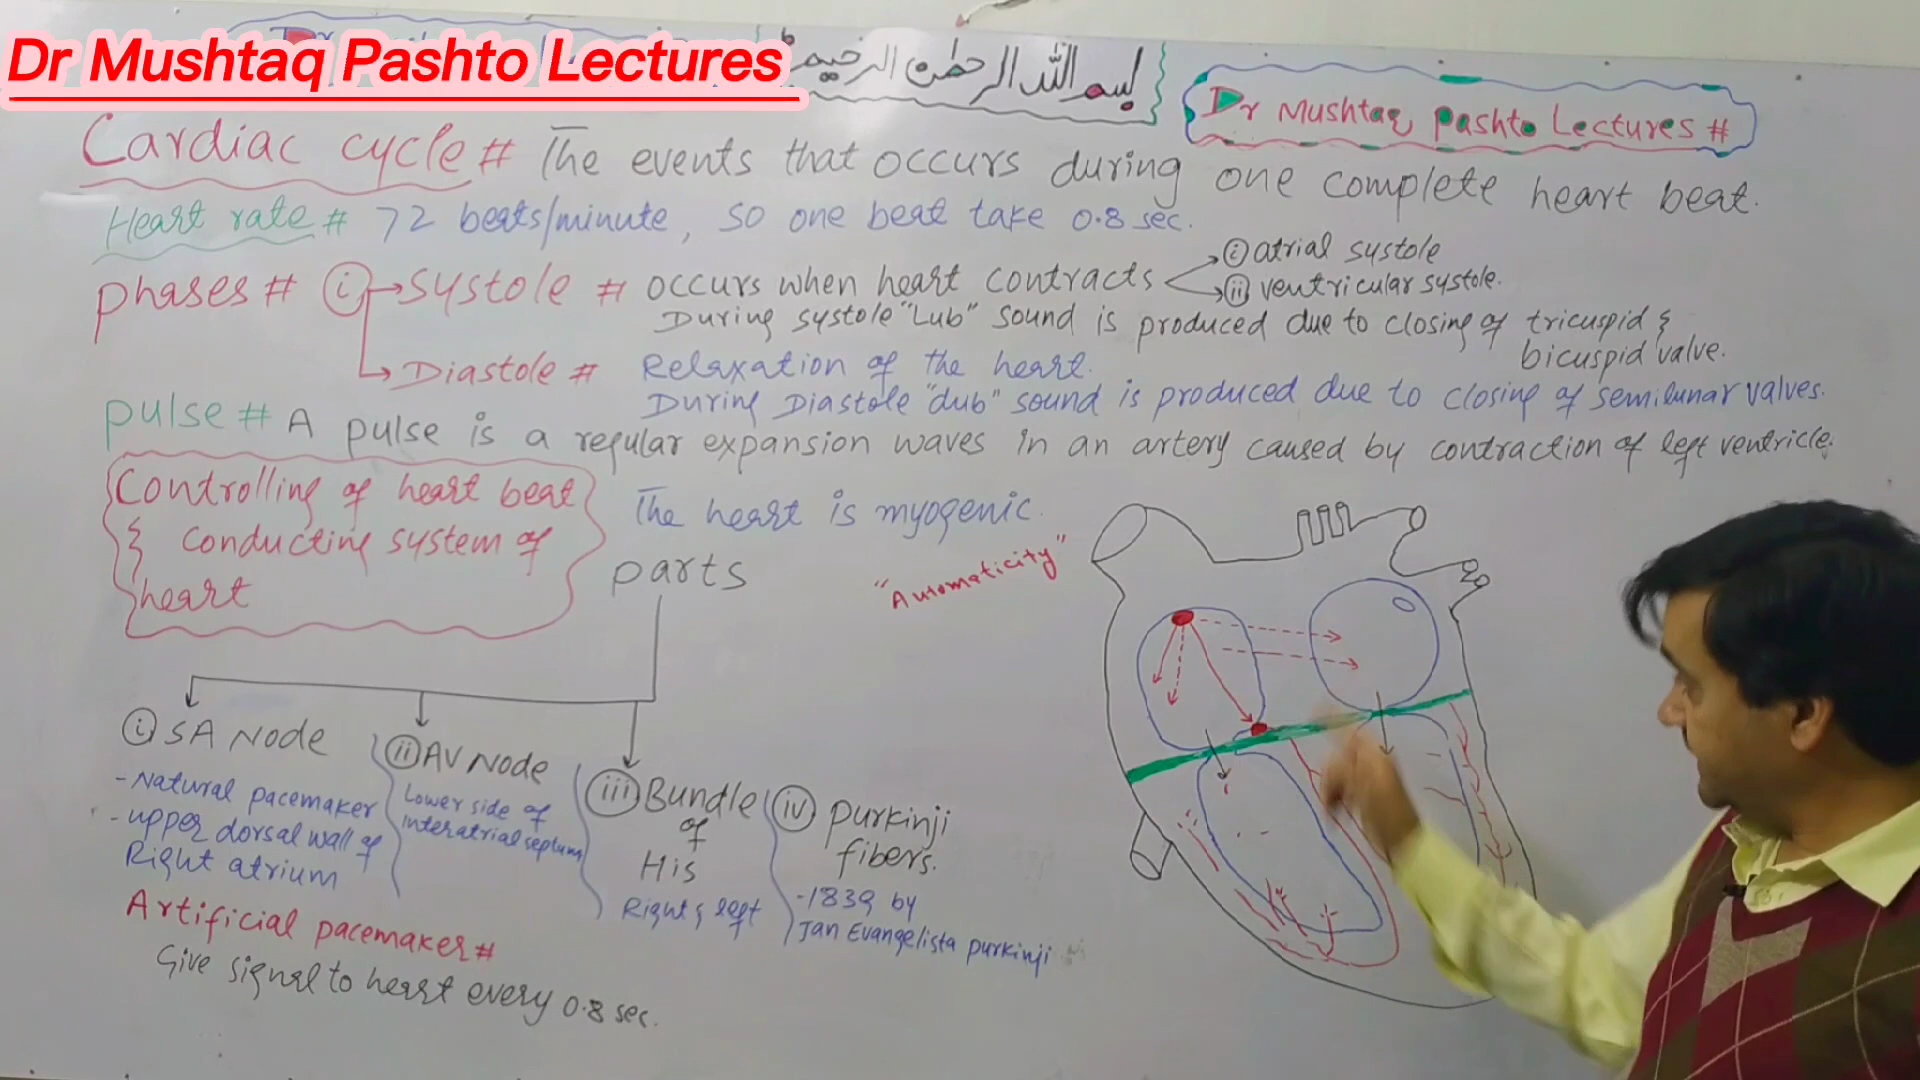 Dr Mushtaq Pashto Lectures
بسم الله الرحمن الرحيم
Dr Mushtaq Pashto Lectures #
Cardiac cycle # The events that occurs during one complete heart beat.
Heart rate # 72 beats/minute, so one beat take 0.8 sec.
phases # (i) → Systole # occurs when heart contracts
(i) atrial systole
(ii) ventricular systole.
During systole "Lub" sound is produced due to closing of tricuspid &
bicuspid valve.
→ Diastole # Relaxation of the heart.
During Diastole "dub" sound is produced due to closing of semilunar valves.
pulse # A pulse is a regular expansion waves in an artery caused by contraction of left ventricle.
Controlling of heart beat
& conducting system of
heart
The heart is myogenic.
parts
"Automaticity"
(i) SA Node
- Natural pacemaker
- upper dorsal wall of
Right atrium
(ii) AV Node
Lower side of
interatrial septum
(iii) Bundle
of
His
Right & left
(iv) purkinji
fibers.
- 1839 by
Jan Evangelista purkinji
Artificial pacemaker #
Give signal to heart every 0.8 sec.